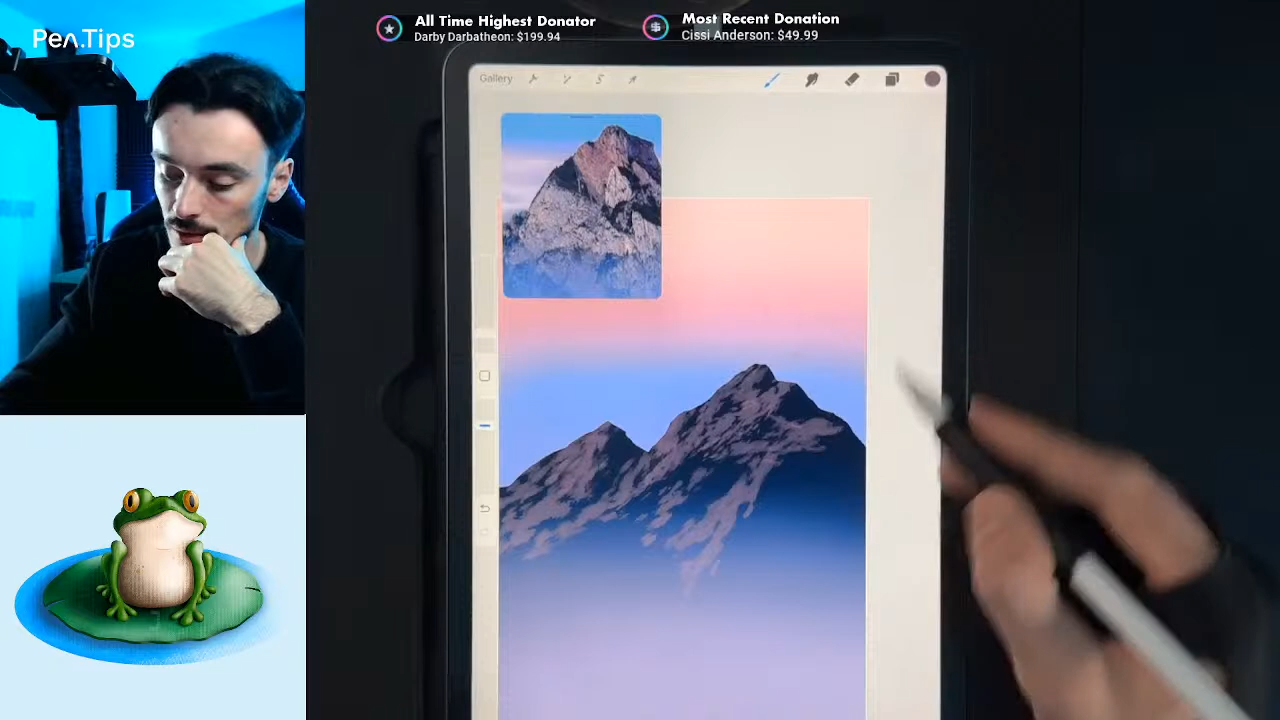 Pen.Tips
All Time Highest Donator
Darby Darbatheon: $199.94
Most Recent Donation
Cissi Anderson: $49.99
Gallery